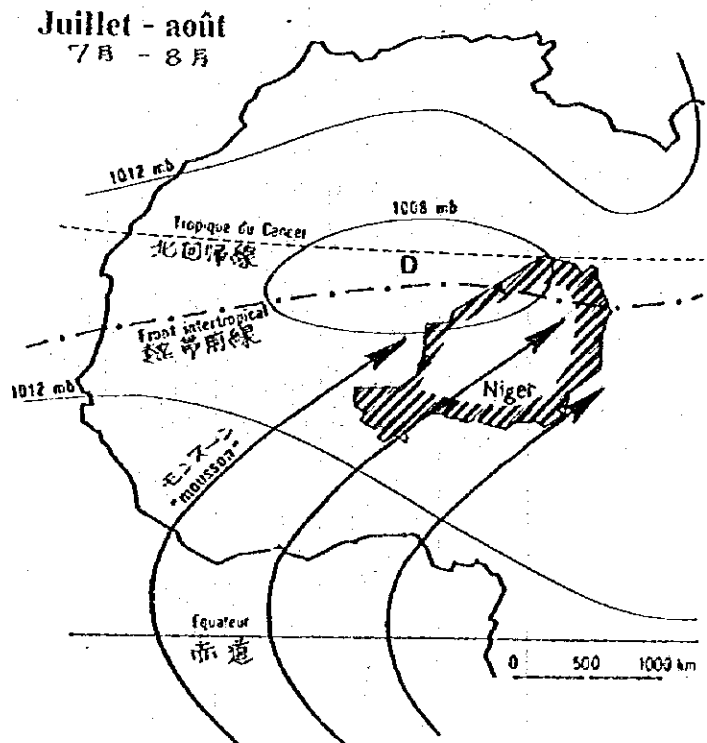 Juillet - août
7月 - 8月
1012 mb
1008 mb
Tropique du Cancer
北回帰線
D
Front intertropical
熱帯前線
1012 mb
Niger
モンスーン
"mousson"
Equateur
赤道
0 500 1000 km